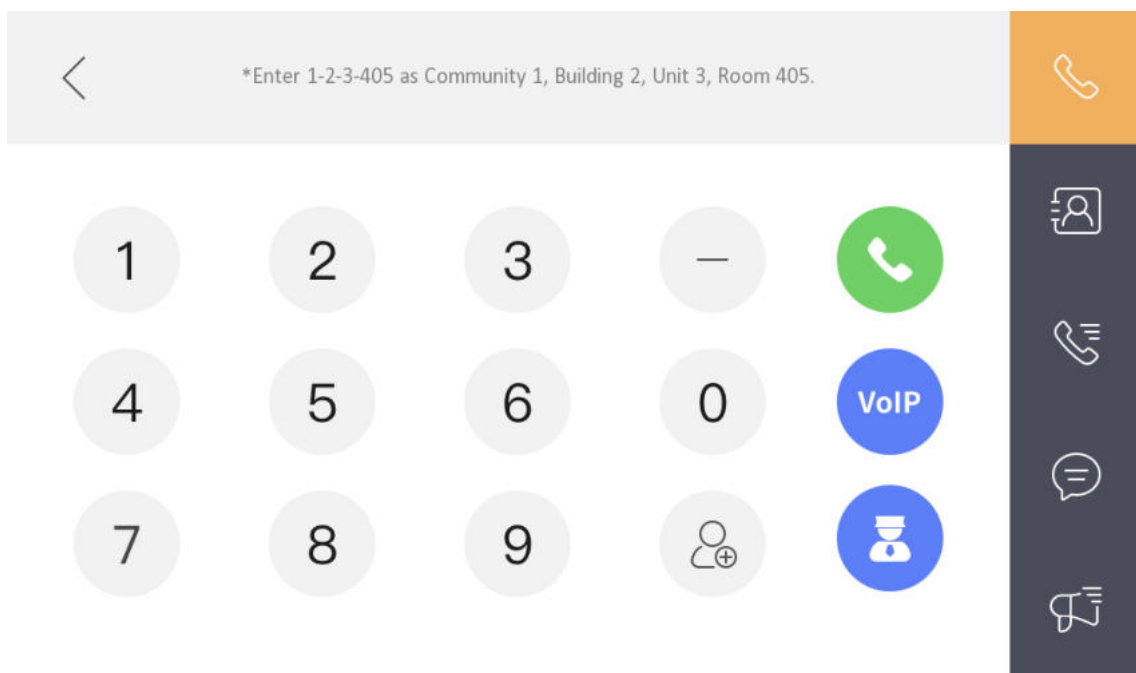 *Enter 1-2-3-405 as Community 1, Building 2, Unit 3, Room 405.
1 2 3 —
4 5 6 0 VoIP
7 8 9